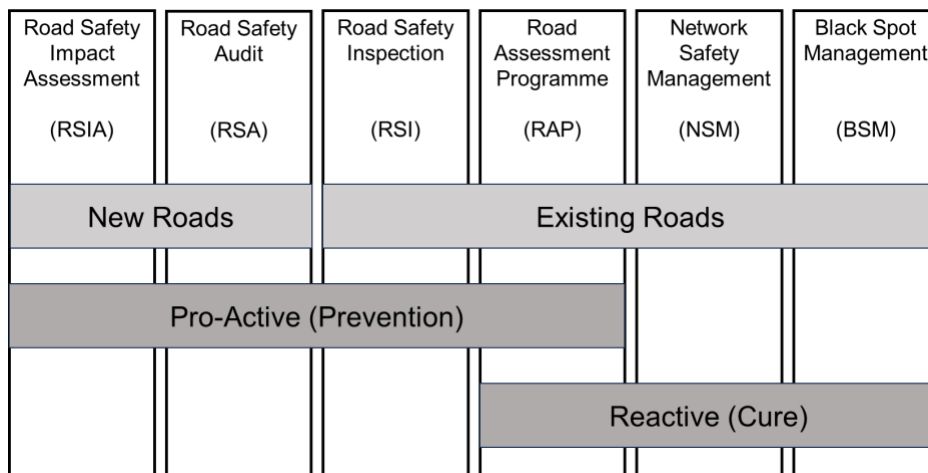 Road Safety
Impact
Assessment
(RSIA)
Road Safety
Audit
(RSA)
Road Safety
Inspection
(RSI)
Road
Assessment
Programme
(RAP)
Network
Safety
Management
(NSM)
Black Spot
Management
(BSM)
New Roads
Existing Roads
Pro-Active (Prevention)
Reactive (Cure)